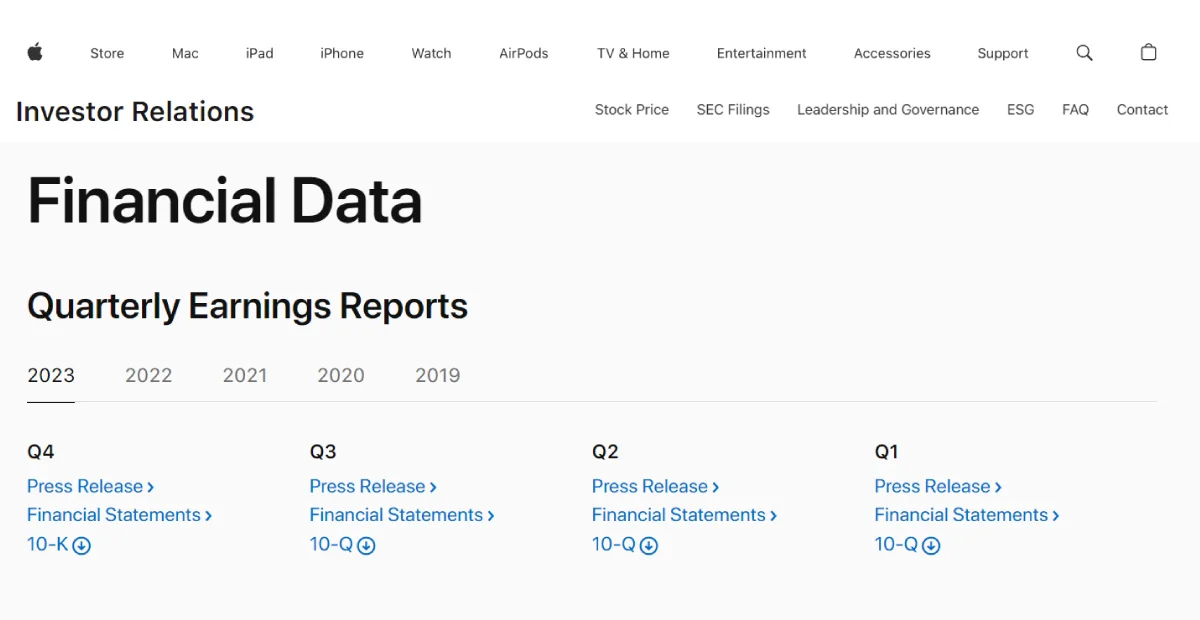 Store Mac iPad iPhone Watch AirPods TV & Home Entertainment Accessories Support
Investor Relations Stock Price SEC Filings Leadership and Governance ESG FAQ Contact
Financial Data
Quarterly Earnings Reports
2023 2022 2021 2020 2019
Q4 Q3 Q2 Q1
Press Release › Press Release › Press Release › Press Release ›
Financial Statements › Financial Statements › Financial Statements › Financial Statements ›
10-K 10-Q 10-Q 10-Q